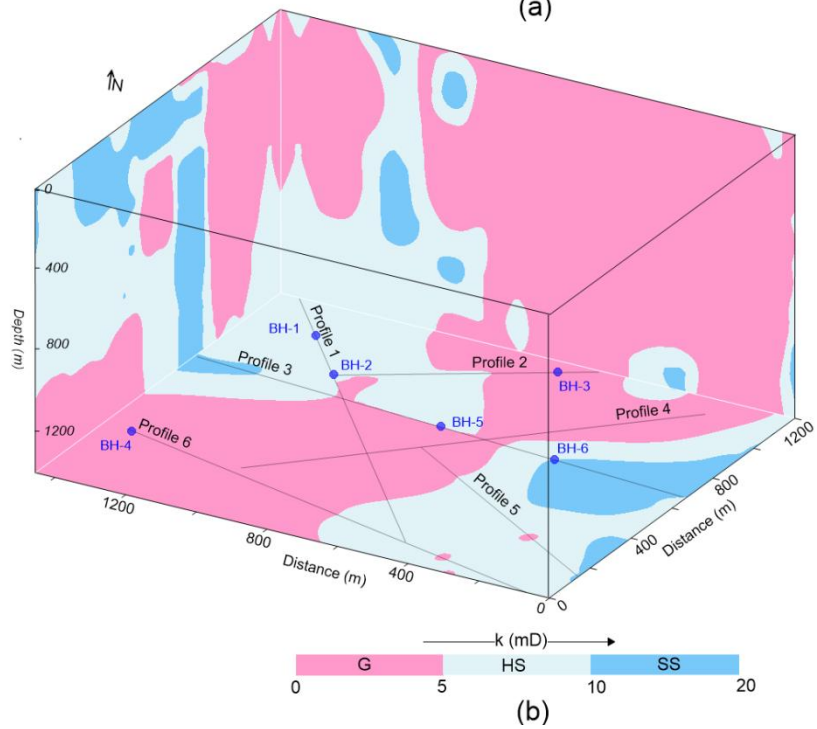 (a)
N
0
400
800
1200
Depth (m)
BH-1
Profile 1
BH-2
Profile 2
BH-3
Profile 3
Profile 4
BH-5
BH-4
Profile 6
BH-6
Profile 5
1200
800
400
0
Distance (m)
0
400
800
1200
Distance (m)
k (mD)
G HS SS
0 5 10 20
(b)